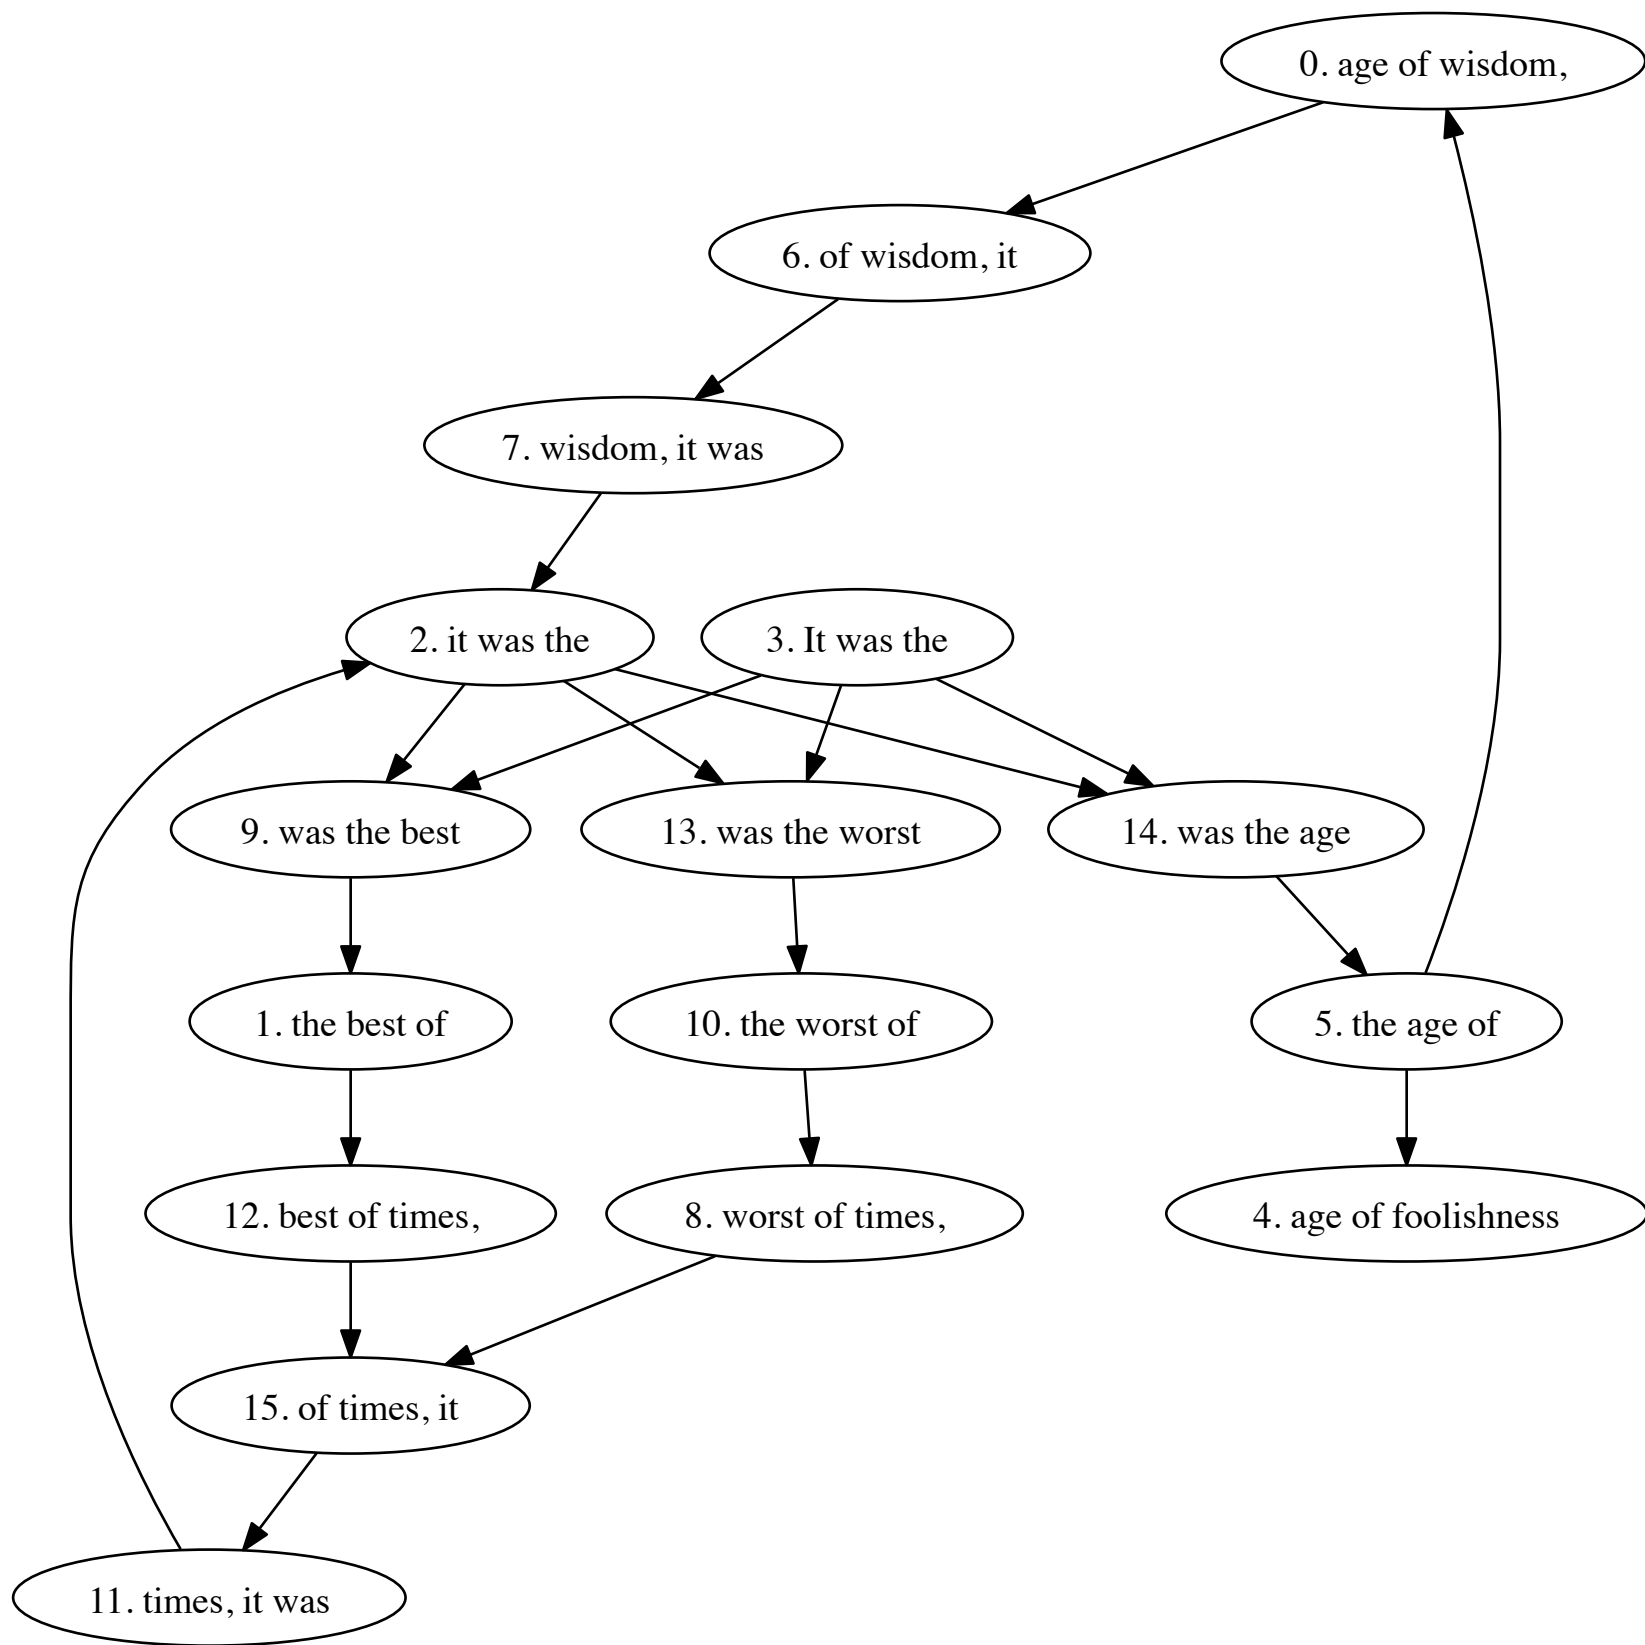 0. age of wisdom,
6. of wisdom, it
7. wisdom, it was
2. it was the
3. It was the
9. was the best
13. was the worst
14. was the age
1. the best of
10. the worst of
5. the age of
12. best of times,
8. worst of times,
4. age of foolishness
15. of times, it
11. times, it was